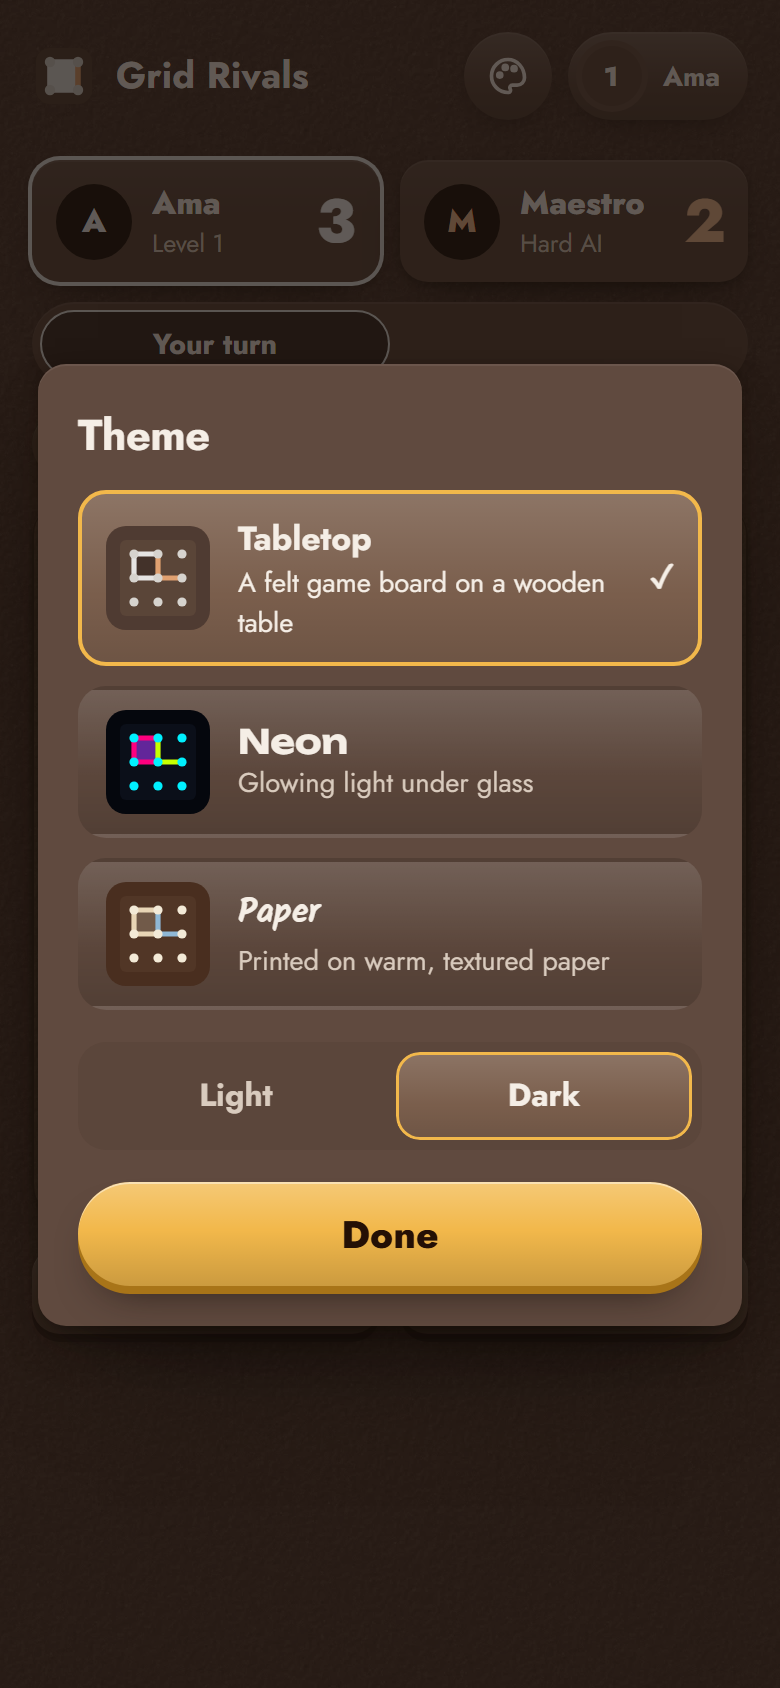 Grid Rivals
1 Ama
A Ama 3
Level 1
M Maestro 2
Hard AI
Your turn
Theme
Tabletop
A felt game board on a wooden
table
Neon
Glowing light under glass
Paper
Printed on warm, textured paper
Light Dark
Done